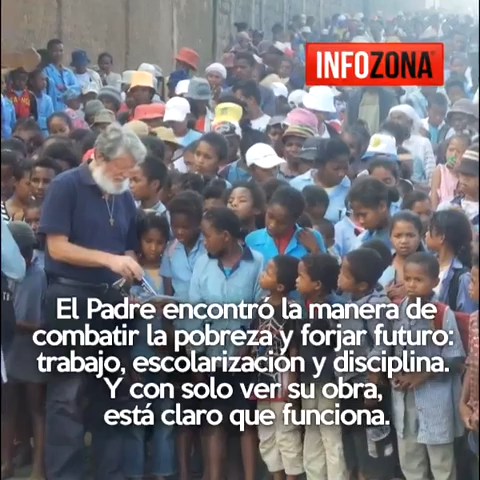 INFOZONA
El Padre encontró la manera de
combatir la pobreza y forjar futuro:
trabajo, escolarización y disciplina.
Y con solo ver su obra,
está claro que funciona.